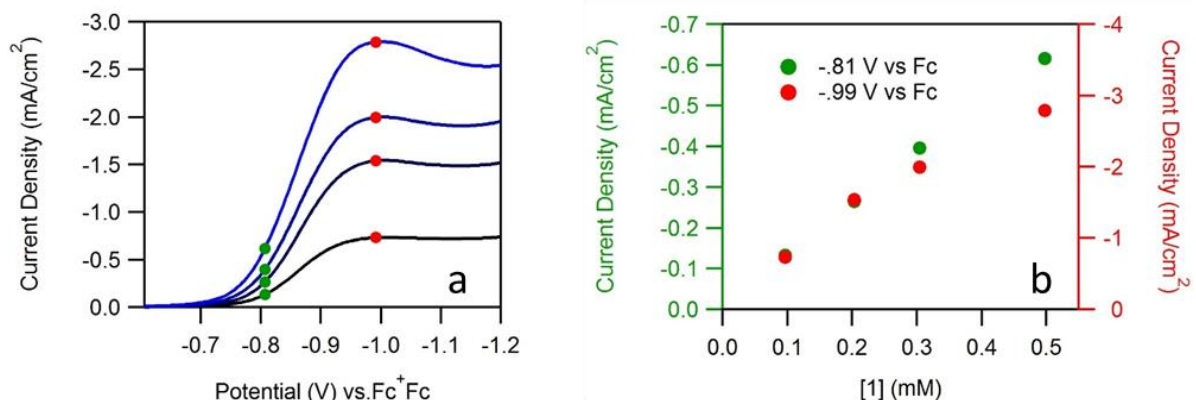 -3.0
-2.5
-2.0
-1.5
-1.0
-0.5
0.0
Current Density (mA/cm²)
-0.7 -0.8 -0.9 -1.0 -1.1 -1.2
Potential (V) vs.Fc⁺Fc
a
-0.7
-0.6
-0.5
-0.4
-0.3
-0.2
-0.1
0.0
Current Density (mA/cm²)
-.81 V vs Fc
-.99 V vs Fc
b
-4
-3
-2
-1
0
Current Density (mA/cm²)
0.0 0.1 0.2 0.3 0.4 0.5
[1] (mM)